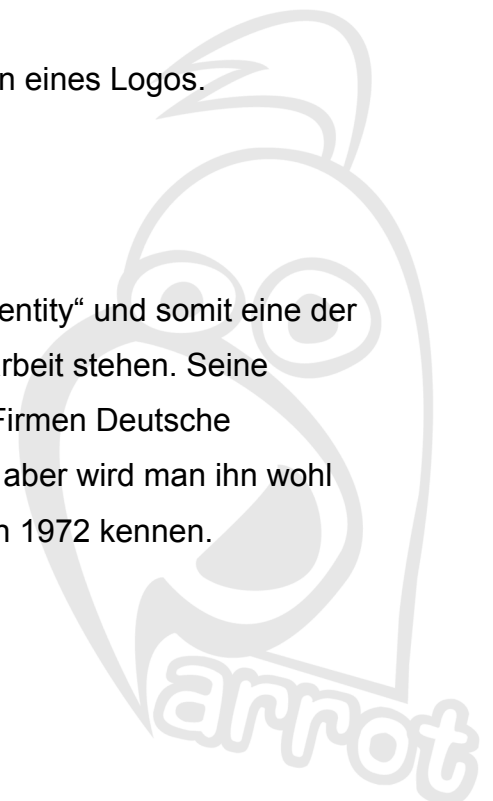 n eines Logos.
entity“ und somit eine der
rbeit stehen. Seine
Firmen Deutsche
aber wird man ihn wohl
n 1972 kennen.
arrot